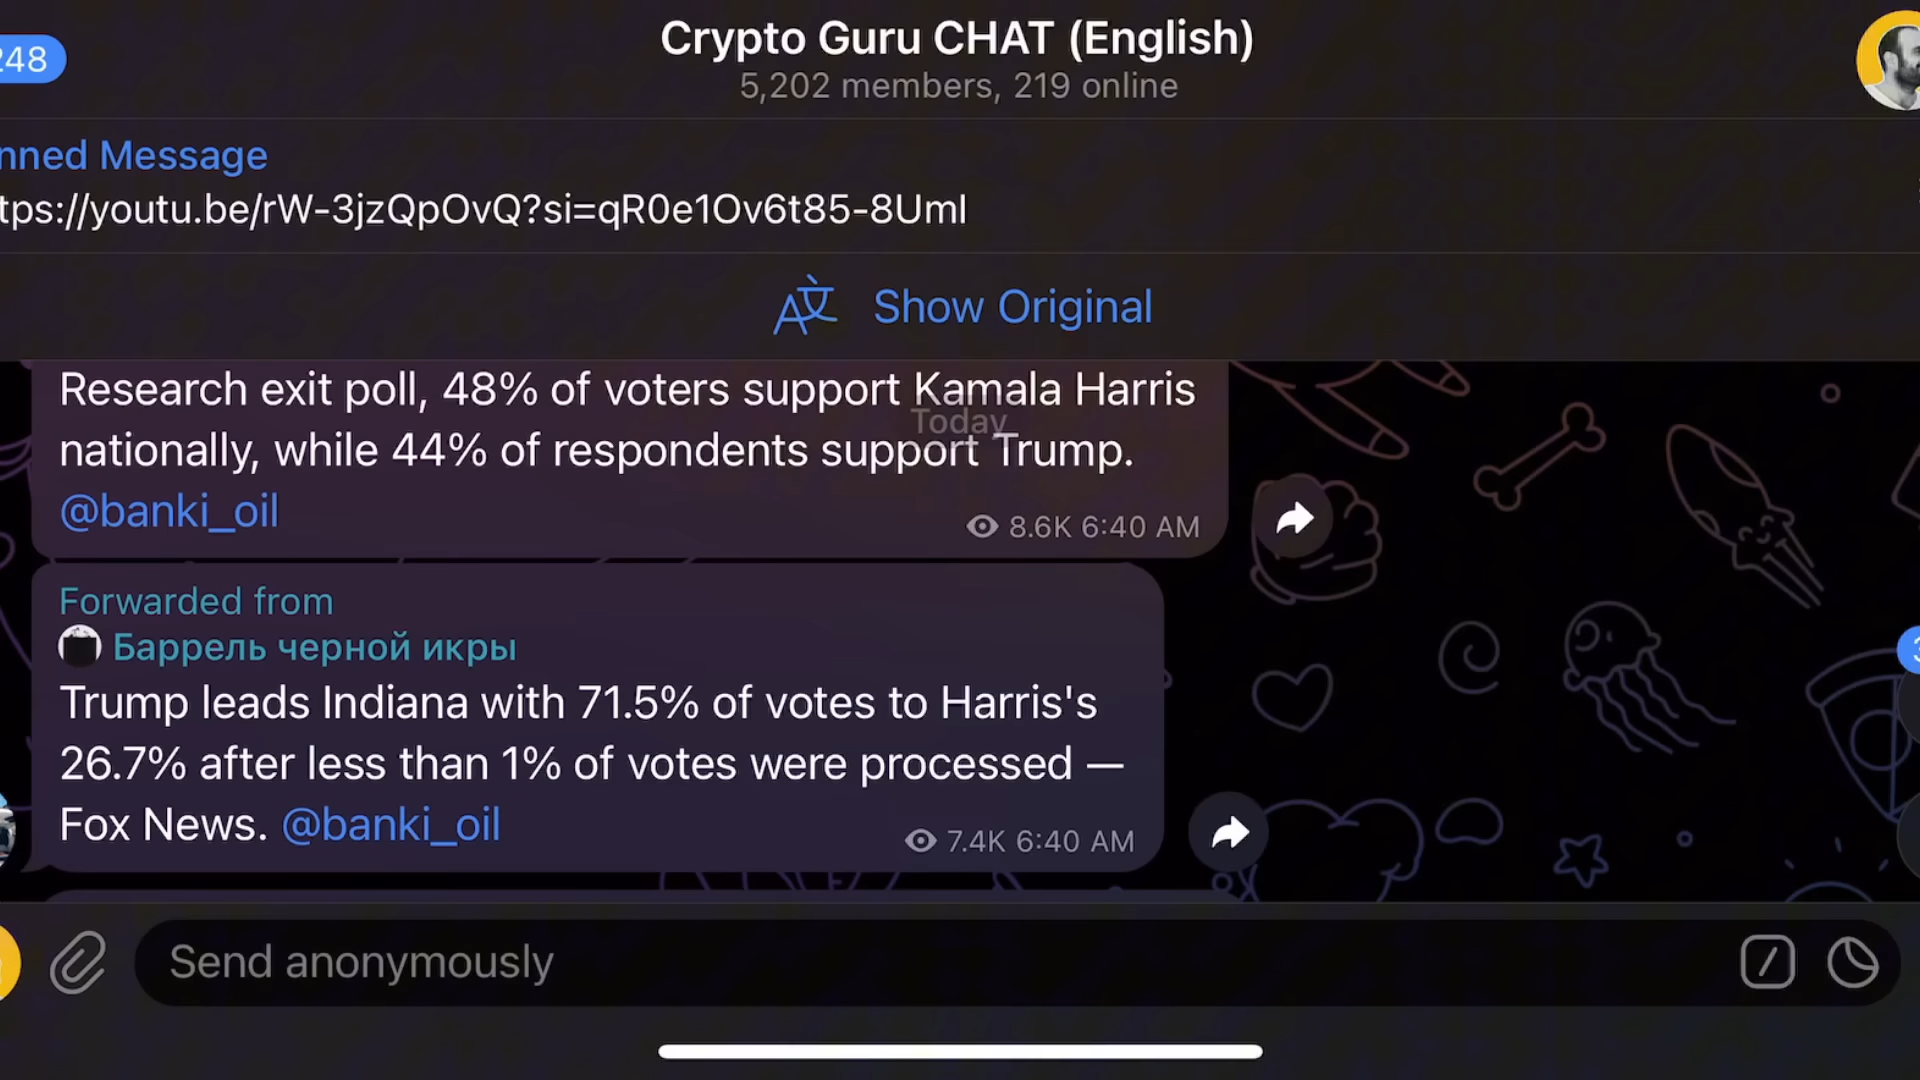 248
Crypto Guru CHAT (English)
5,202 members, 219 online
nned Message
tps://youtu.be/rW-3jzQpOvQ?si=qR0e1Ov6t85-8UmI
Show Original
Research exit poll, 48% of voters support Kamala Harris
Today
nationally, while 44% of respondents support Trump.
@banki_oil
8.6K 6:40 AM
Forwarded from
Баррель черной икры
Trump leads Indiana with 71.5% of votes to Harris's
26.7% after less than 1% of votes were processed —
Fox News. @banki_oil
7.4K 6:40 AM
Send anonymously